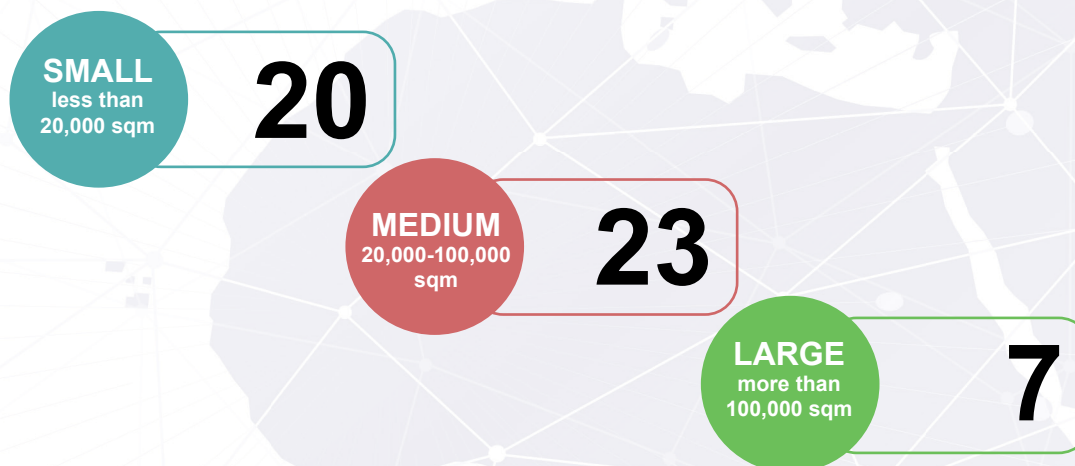 SMALL
less than
20,000 sqm
20
MEDIUM
20,000-100,000
sqm
23
LARGE
more than
100,000 sqm
7